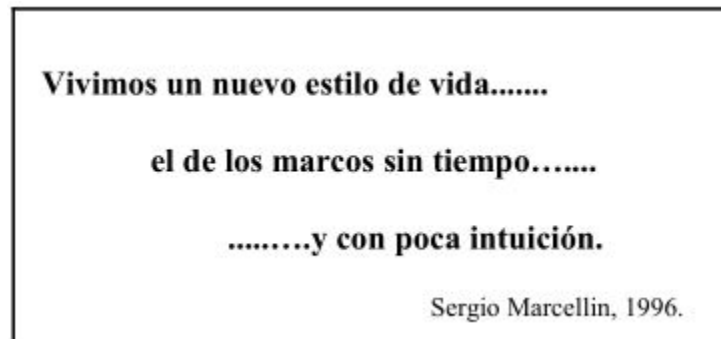 Vivimos un nuevo estilo de vida.......
el de los marcos sin tiempo…....
.....….y con poca intuición.
Sergio Marcellin, 1996.